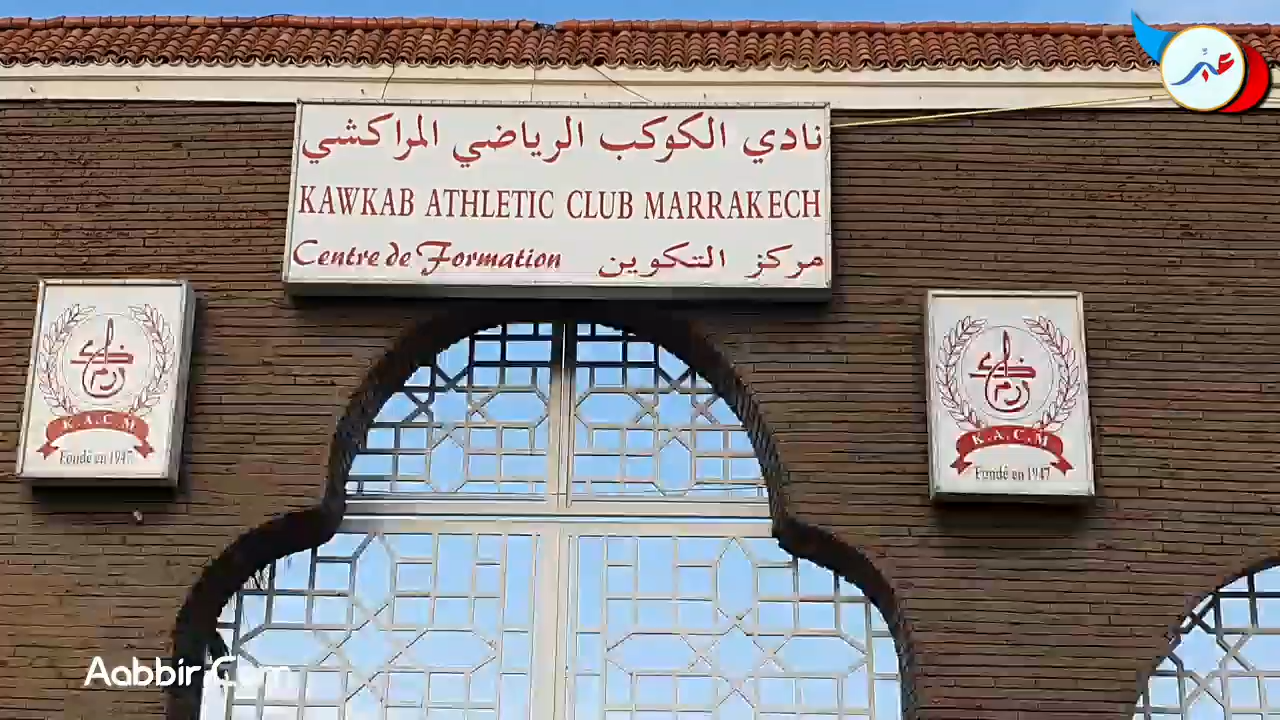 عبّر
نادي الكوكب الرياضي المراكشي
KAWKAB ATHLETIC CLUB MARRAKECH
Centre de Formation مركز التكوين
K.A.C.M
Fondé en 1947
K.A.C.M
Fondé en 1947
Aabbir.Com